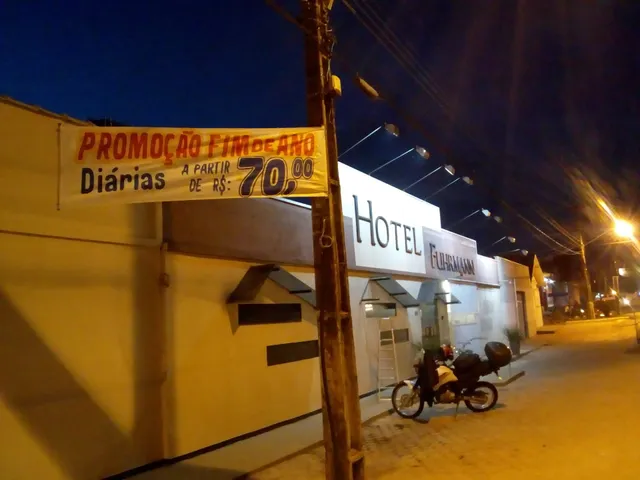 PROMOÇÃO FIM DE ANO
Diárias A PARTIR DE R$: 70,00
HOTEL
FUHRMANN